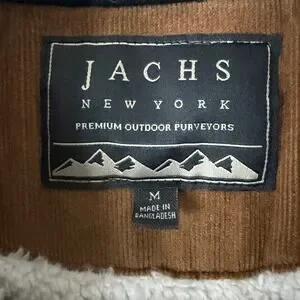 JACHS
NEW YORK
PREMIUM OUTDOOR PURVEYORS
M
MADE IN
BANGLADESH